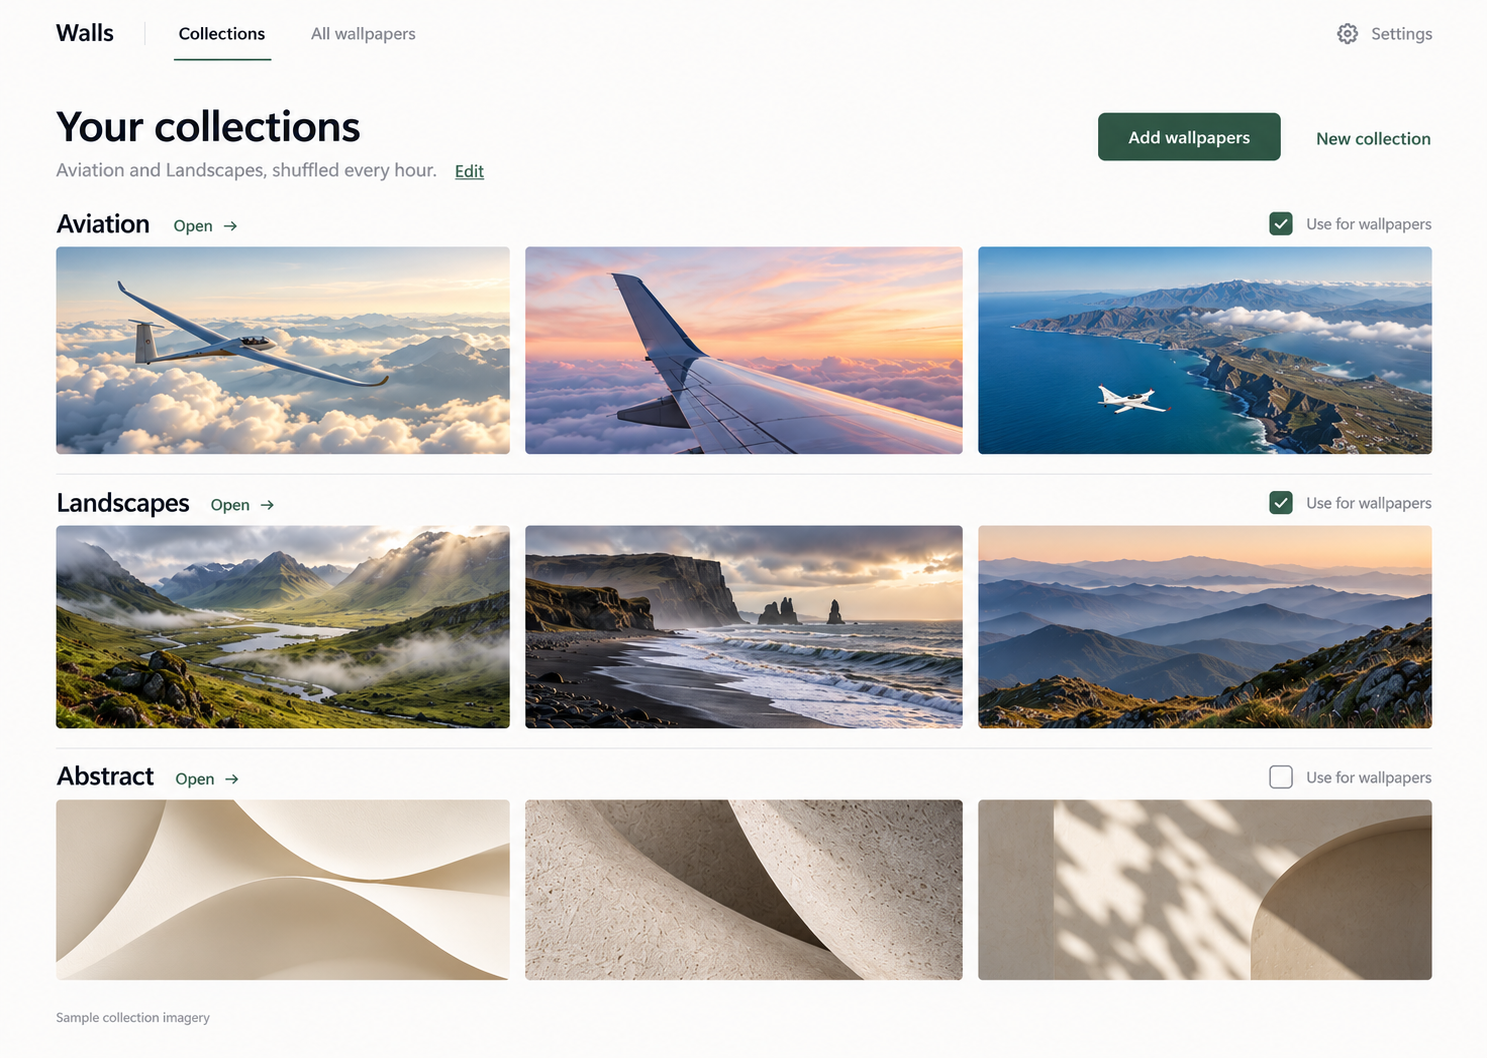 Walls
Collections
All wallpapers
Settings
Your collections
Add wallpapers
New collection
Aviation and Landscapes, shuffled every hour. Edit
Aviation
Open →
Use for wallpapers
Landscapes
Open →
Use for wallpapers
Abstract
Open →
Use for wallpapers
Sample collection imagery